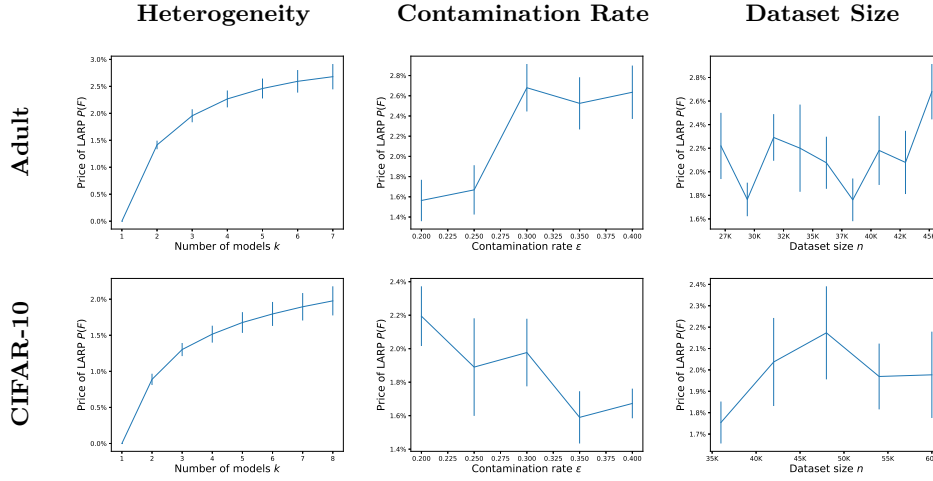 Heterogeneity
Contamination Rate
Dataset Size
Adult
Price of LARP P(F)
3.0%
2.5%
2.0%
1.5%
1.0%
0.5%
0.0%
1 2 3 4 5 6 7
Number of models k
Price of LARP P(F)
2.8%
2.6%
2.4%
2.2%
2.0%
1.8%
1.6%
1.4%
0.200 0.225 0.250 0.275 0.300 0.325 0.350 0.375 0.400
Contamination rate ε
Price of LARP P(F)
2.8%
2.6%
2.4%
2.2%
2.0%
1.8%
1.6%
27K 30K 32K 35K 37K 40K 42K 45K
Dataset size n
CIFAR-10
Price of LARP P(F)
2.0%
1.5%
1.0%
0.5%
0.0%
1 2 3 4 5 6 7 8
Number of models k
Price of LARP P(F)
2.4%
2.2%
2.0%
1.8%
1.6%
1.4%
0.200 0.225 0.250 0.275 0.300 0.325 0.350 0.375 0.400
Contamination rate ε
Price of LARP P(F)
2.4%
2.3%
2.2%
2.1%
2.0%
1.9%
1.8%
1.7%
35K 40K 45K 50K 55K
Dataset size n